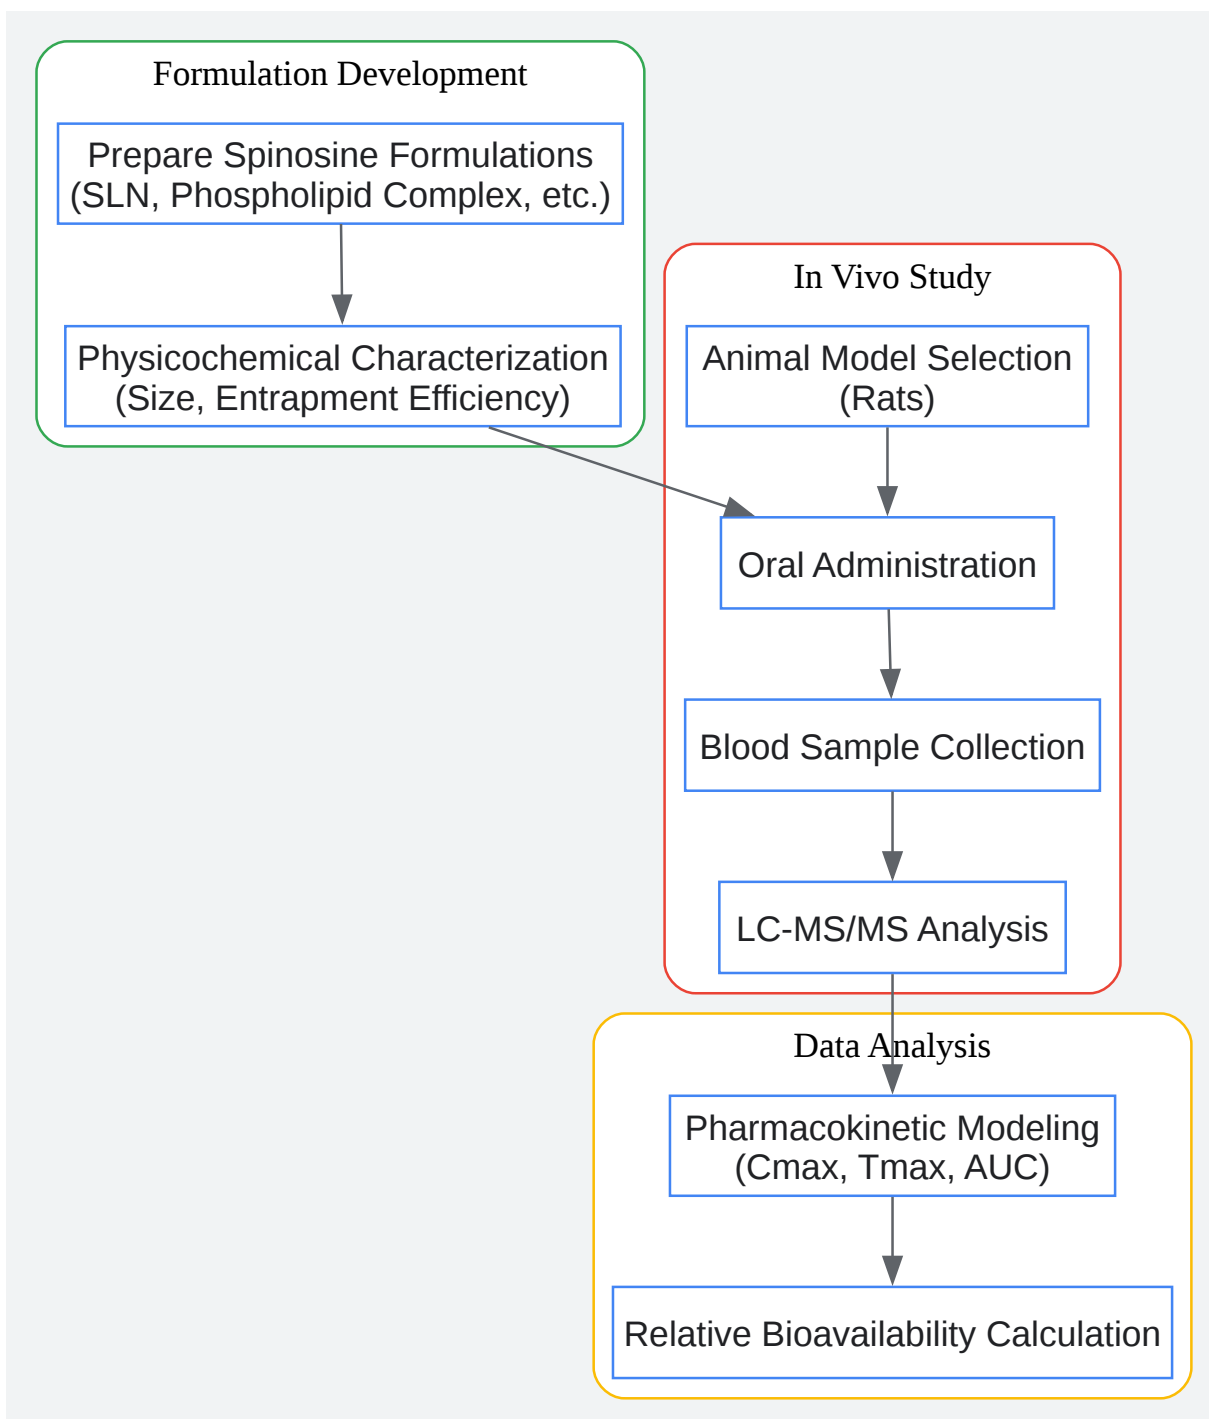 Formulation Development
Prepare Spinosine Formulations
(SLN, Phospholipid Complex, etc.)
Physicochemical Characterization
(Size, Entrapment Efficiency)
In Vivo Study
Animal Model Selection
(Rats)
Oral Administration
Blood Sample Collection
LC-MS/MS Analysis
Data Analysis
Pharmacokinetic Modeling
(Cmax, Tmax, AUC)
Relative Bioavailability Calculation